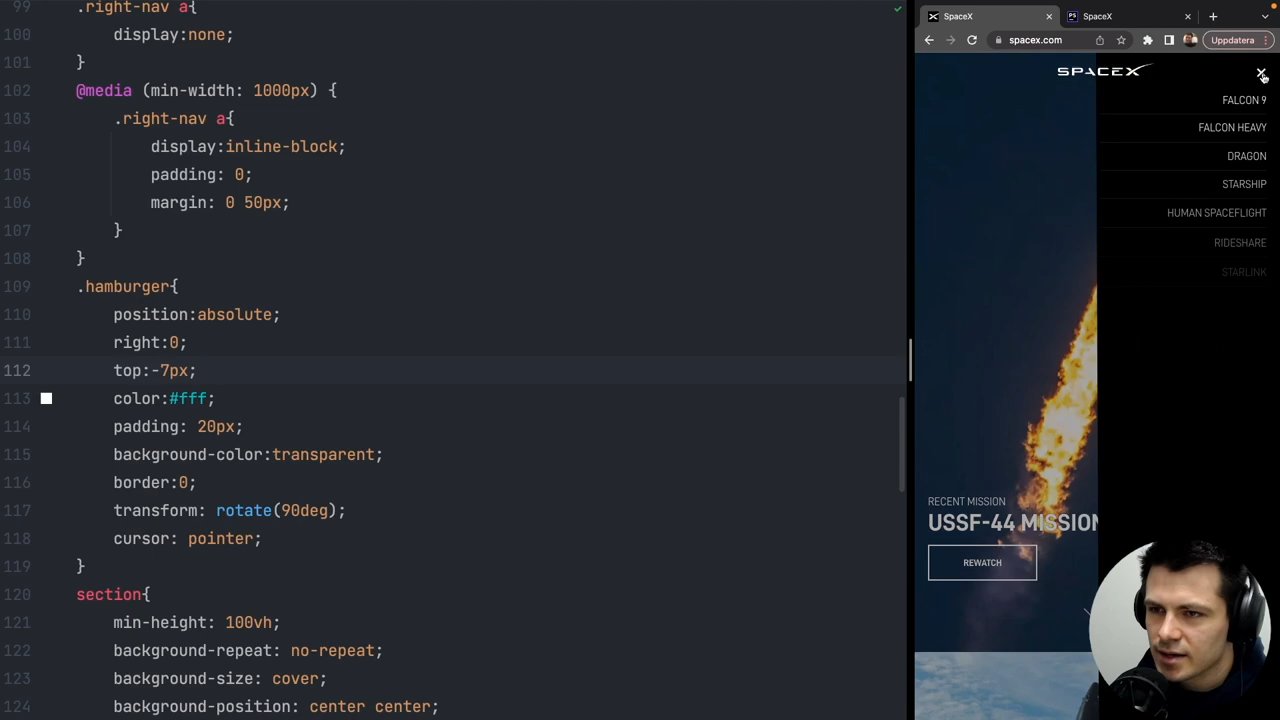 99 .right-nav a{
100 display:none;
101 }
102 @media (min-width: 1000px) {
103 .right-nav a{
104 display:inline-block;
105 padding: 0;
106 margin: 0 50px;
107 }
108 }
109 .hamburger{
110 position:absolute;
111 right:0;
112 top:-7px;
113 color:#fff;
114 padding: 20px;
115 background-color:transparent;
116 border:0;
117 transform: rotate(90deg);
118 cursor: pointer;
119 }
120 section{
121 min-height: 100vh;
122 background-repeat: no-repeat;
123 background-size: cover;
124 background-position: center center;
SpaceX
PS SpaceX
spacex.com
Uppdatera
SPACEX
FALCON 9
FALCON HEAVY
DRAGON
STARSHIP
HUMAN SPACEFLIGHT
RIDESHARE
STARLINK
RECENT MISSION
USSF-44 MISSION
REWATCH